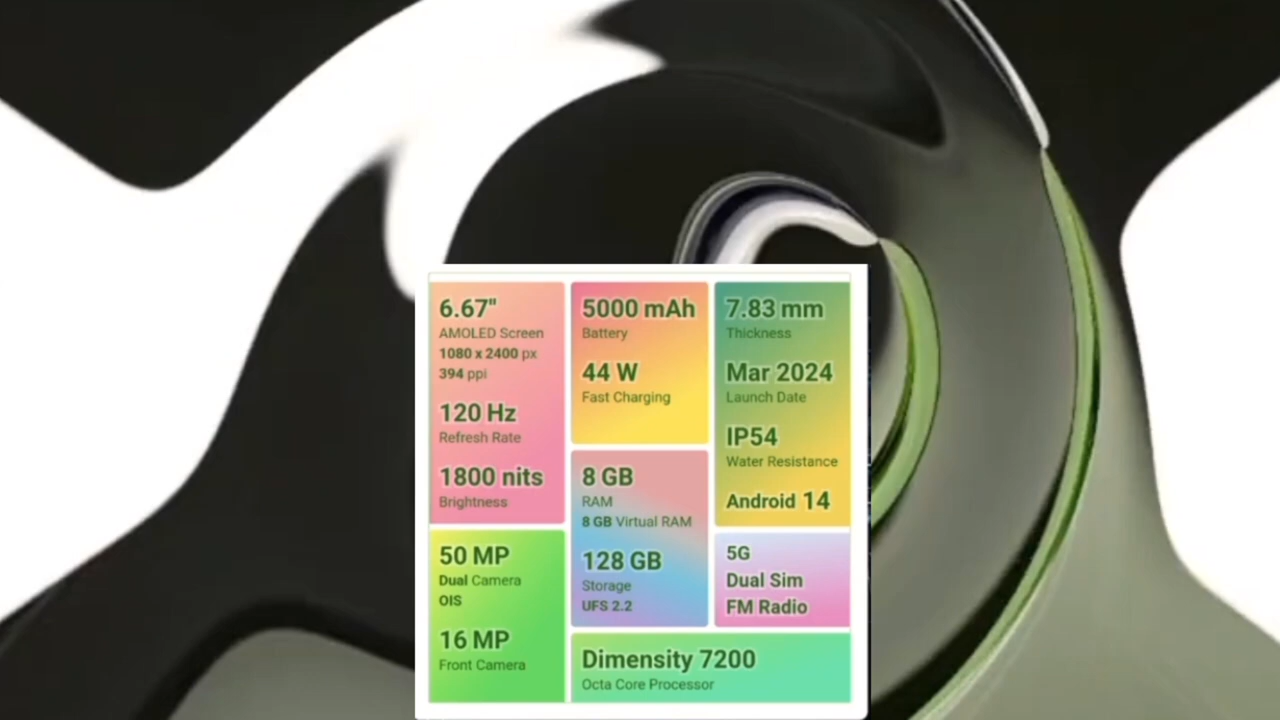 6.67"
AMOLED Screen
1080 x 2400 px
394 ppi
120 Hz
Refresh Rate
1800 nits
Brightness
50 MP
Dual Camera
OIS
16 MP
Front Camera
5000 mAh
Battery
44 W
Fast Charging
8 GB
RAM
8 GB Virtual RAM
128 GB
Storage
UFS 2.2
7.83 mm
Thickness
Mar 2024
Launch Date
IP54
Water Resistance
Android 14
5G
Dual Sim
FM Radio
Dimensity 7200
Octa Core Processor